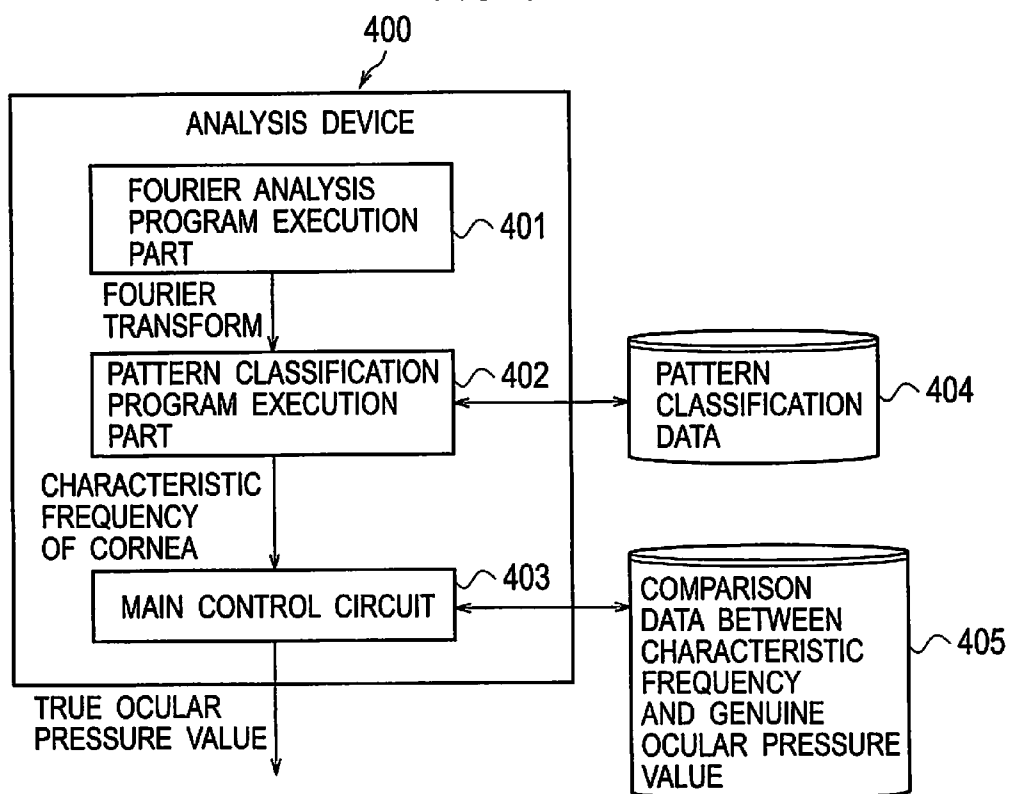 400
ANALYSIS DEVICE
FOURIER ANALYSIS
PROGRAM EXECUTION
PART
401
FOURIER
TRANSFORM
PATTERN CLASSIFICATION
PROGRAM EXECUTION
PART
402
PATTERN
CLASSIFICATION
DATA
404
CHARACTERISTIC
FREQUENCY
OF CORNEA
MAIN CONTROL CIRCUIT
403
COMPARISON
DATA BETWEEN
CHARACTERISTIC
FREQUENCY
AND GENUINE
OCULAR PRESSURE
VALUE
405
TRUE OCULAR
PRESSURE VALUE